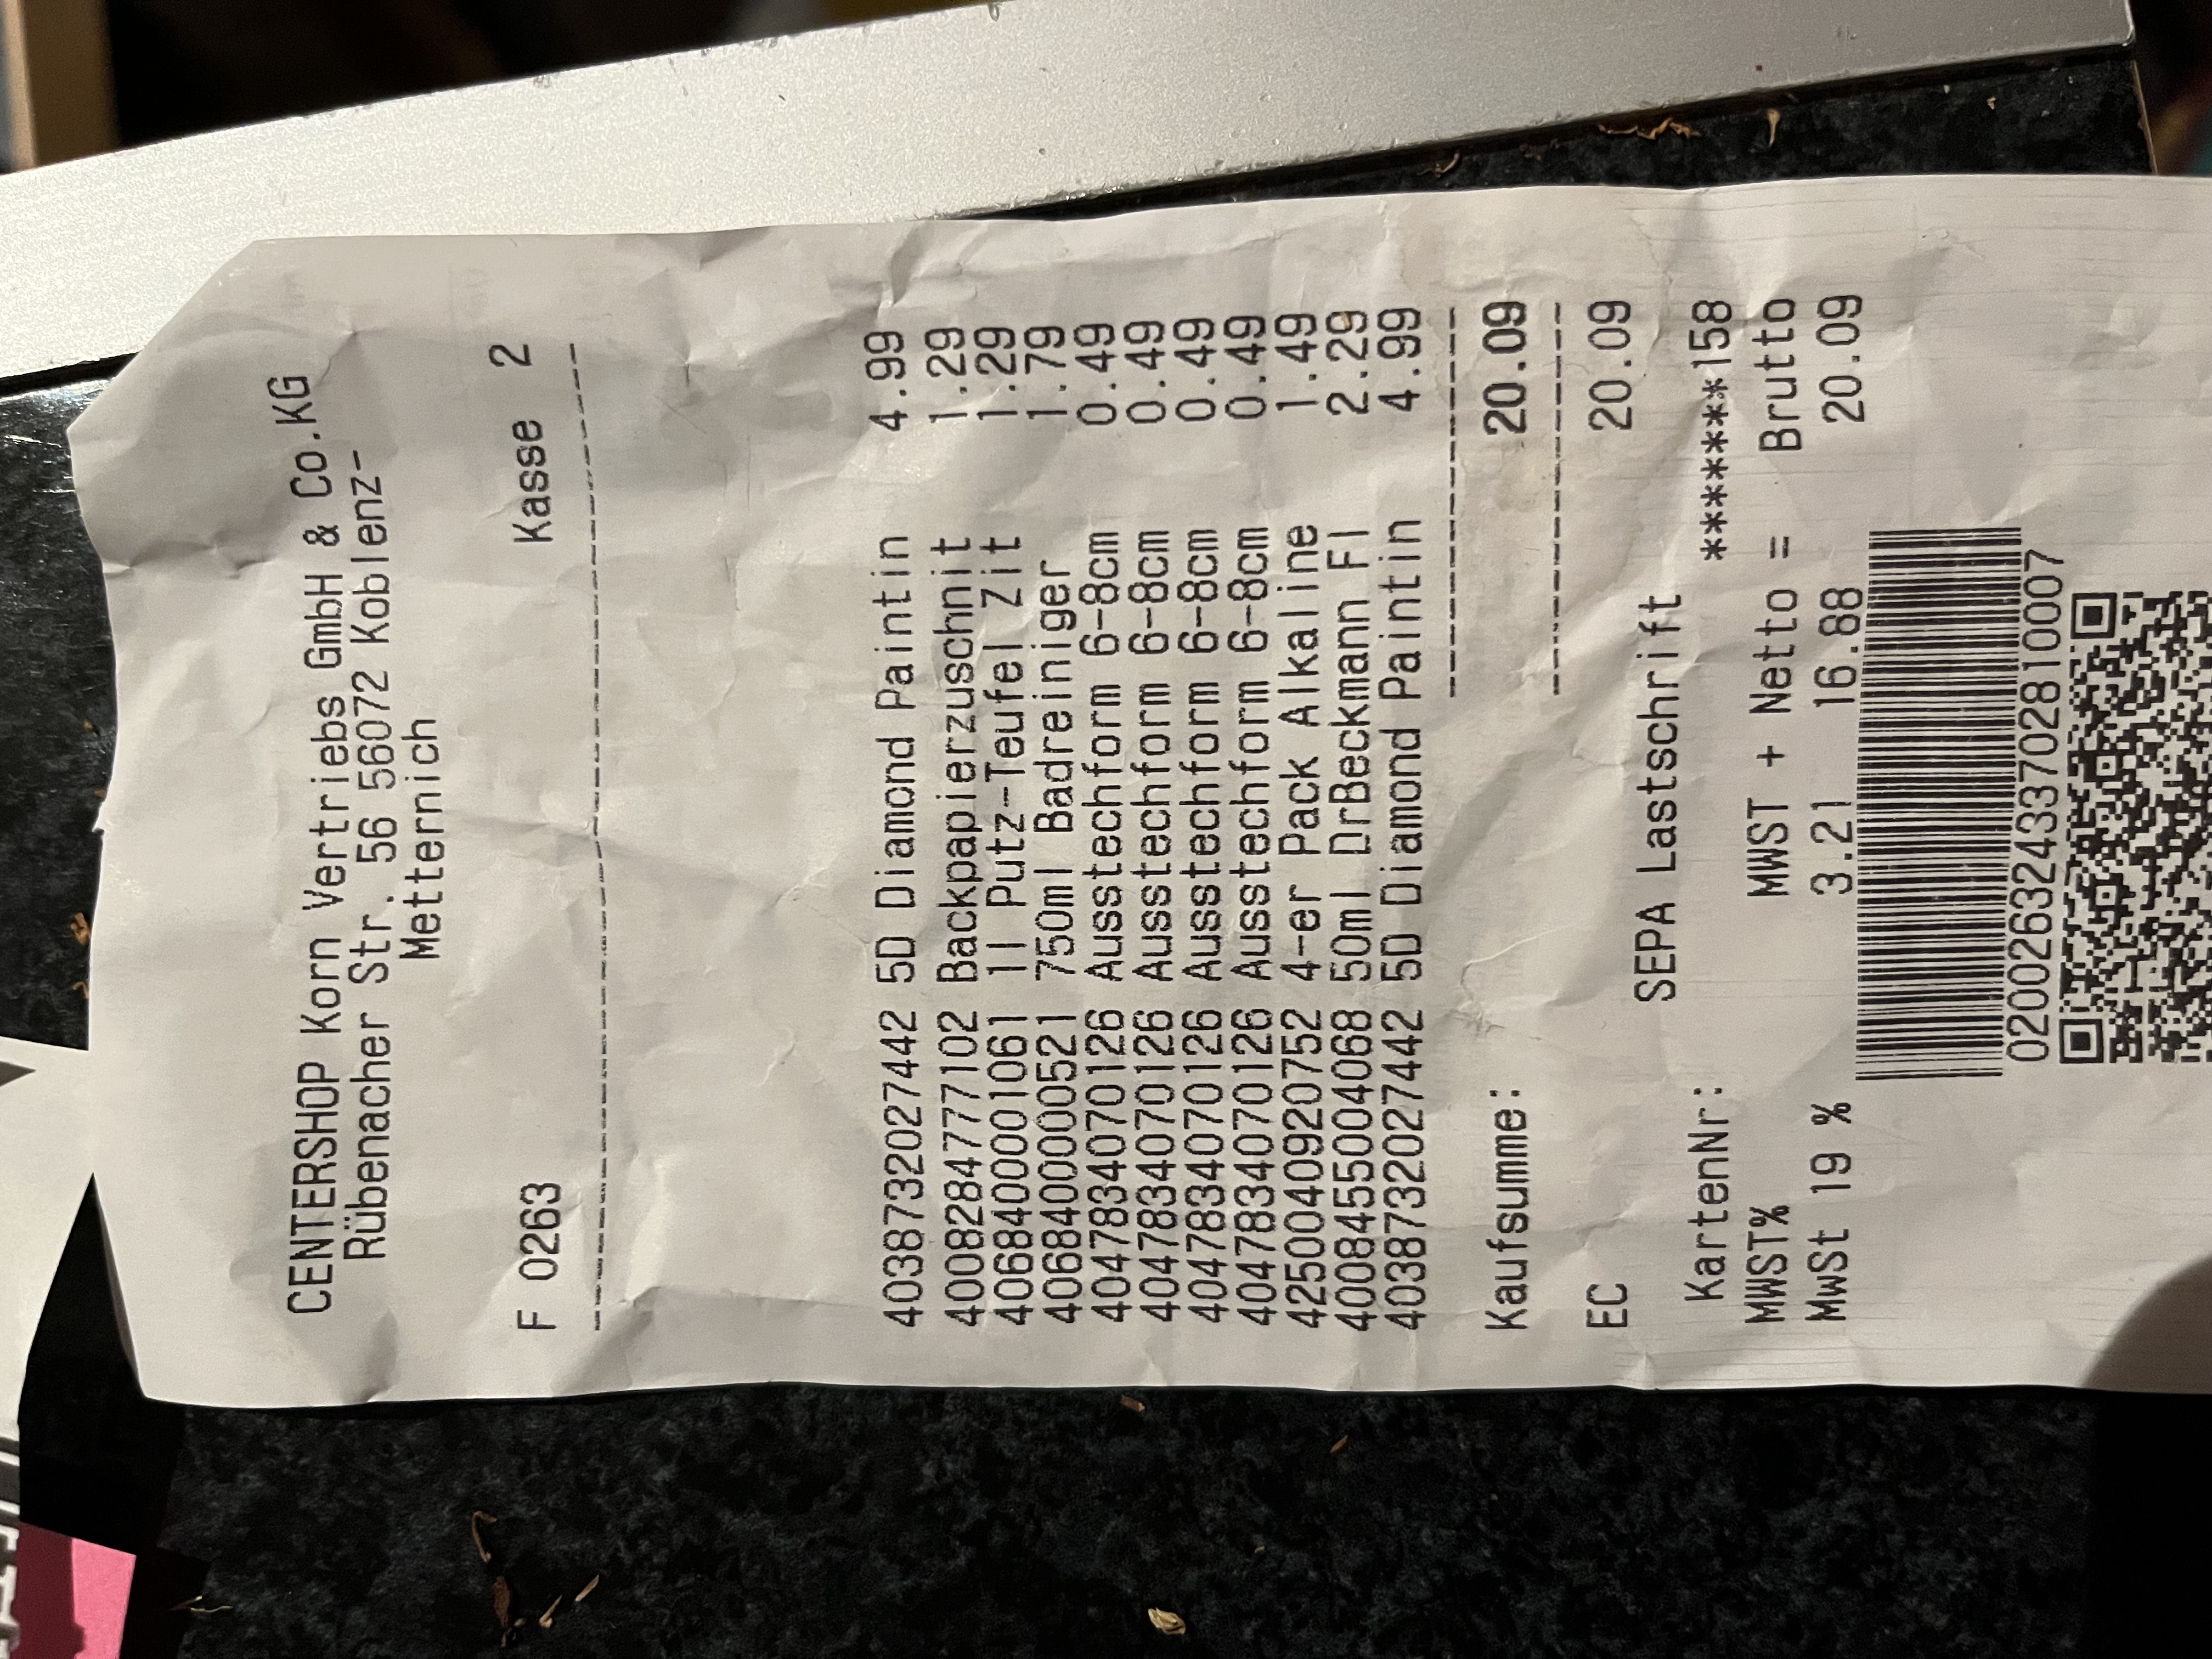 CENTERSHOP Korn Vertriebs GmbH & Co.KG
Rübenacher Str. 56 56072 Koblenz-
Metternich
F 0263 Kasse 2
4038732027442 5D Diamond Paintin 4.99
4008284777102 Backpapierzuschnit 1.29
4068400001061 1l Putz-Teufel Zit 1.29
4068400000521 750ml Badreiniger 1.79
4047834070126 Ausstechform 6-8cm 0.49
4047834070126 Ausstechform 6-8cm 0.49
4047834070126 Ausstechform 6-8cm 0.49
4047834070126 Ausstechform 6-8cm 0.49
4250040920752 4-er Pack Alkaline 1.49
4008455004068 50ml DrBeckmann Fl 2.29
4038732027442 5D Diamond Paintin 4.99
Kaufsumme: 20.09
EC 20.09
SEPA Lastschrift
KartenNr: *******158
MWST% MWST + Netto = Brutto
MwSt 19 % 3.21 16.88 20.09
02002632433702810007